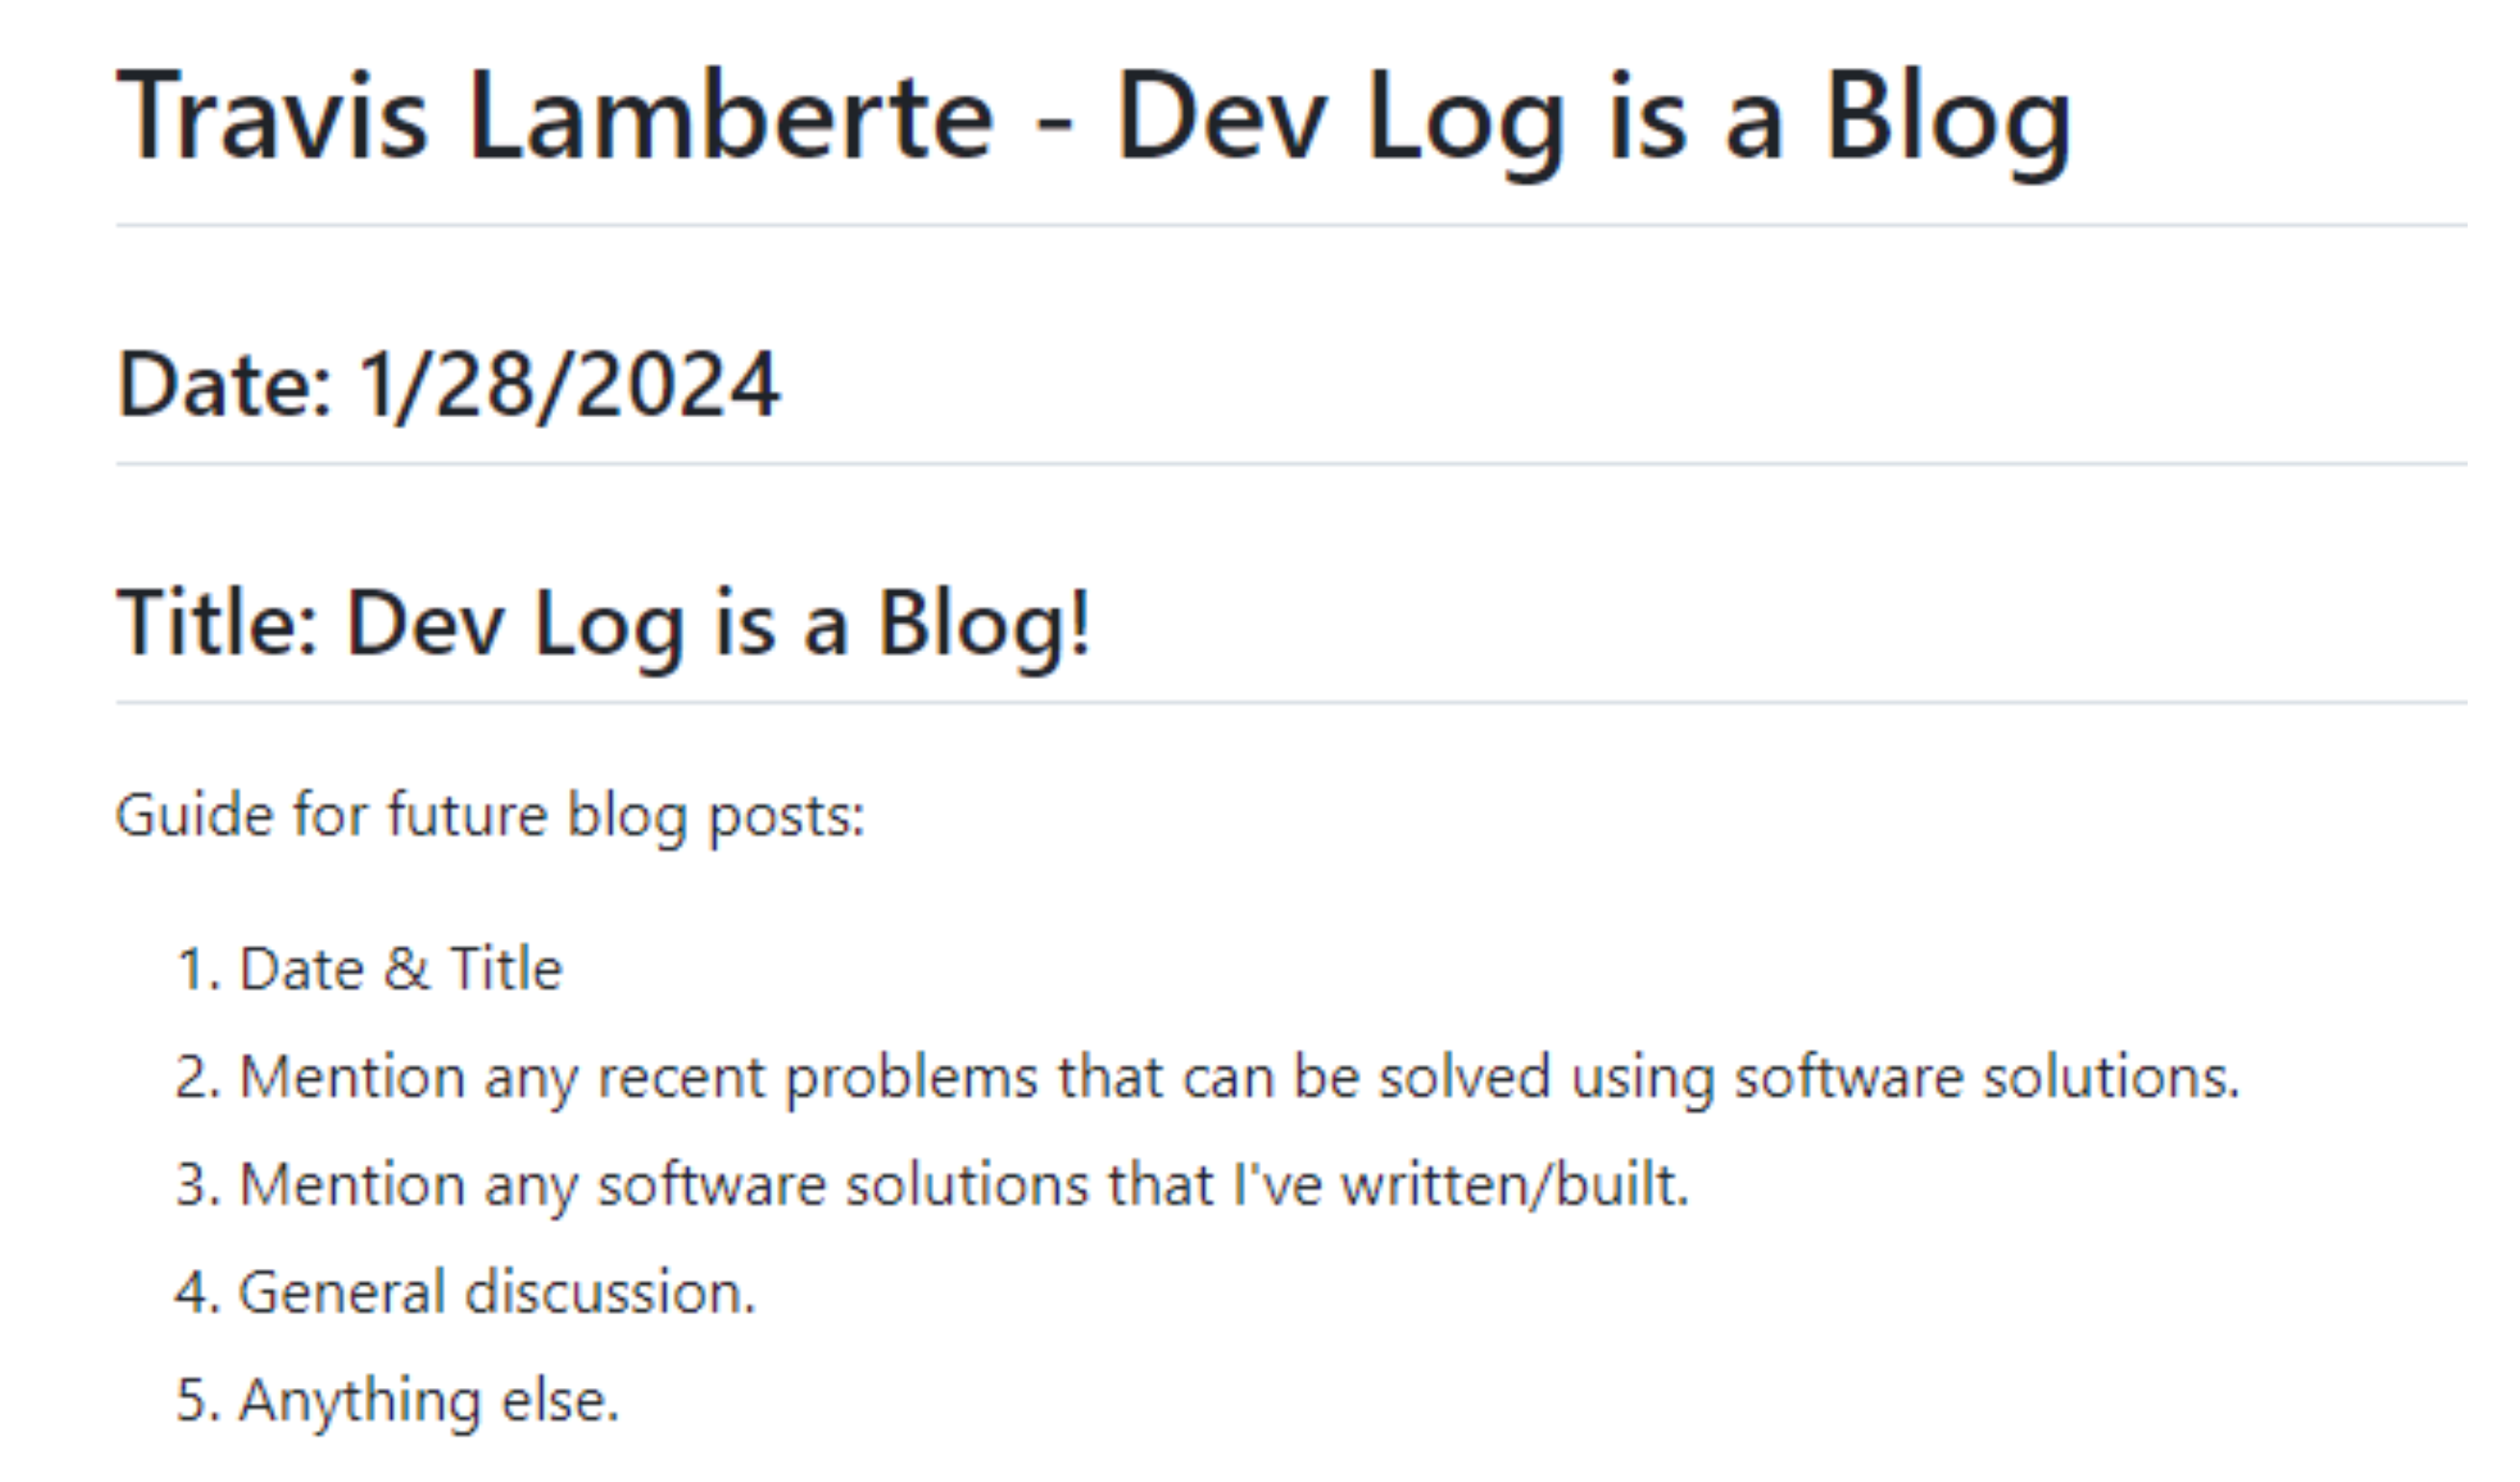 Travis Lamberte - Dev Log is a Blog
Date: 1/28/2024
Title: Dev Log is a Blog!
Guide for future blog posts:
1. Date & Title
2. Mention any recent problems that can be solved using software solutions.
3. Mention any software solutions that I've written/built.
4. General discussion.
5. Anything else.